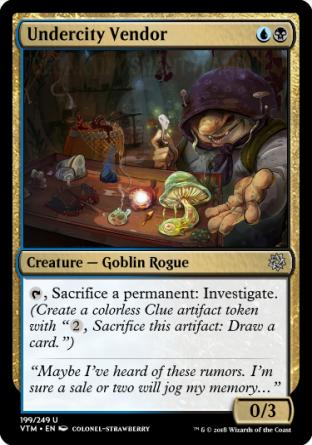 Undercity Vendor
Creature — Goblin Rogue
, Sacrifice a permanent: Investigate.
(Create a colorless Clue artifact token
with “2, Sacrifice this artifact: Draw a
card.”)
“Maybe I’ve heard of these rumors. I’m
sure a sale or two will jog my memory…”
0/3
199/249 U
VTM • EN COLONEL-STRAWBERRY
™ & © 2018 Wizards of the Coast